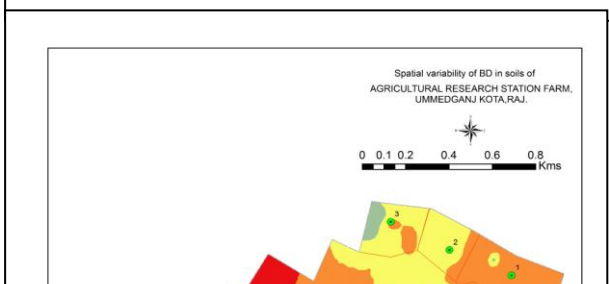 Spatial variability of BD in soils of
AGRICULTURAL RESEARCH STATION FARM,
UMMEDGANJ KOTA,RAJ.
0 0.1 0.2 0.4 0.6 0.8
Kms
3
2
1